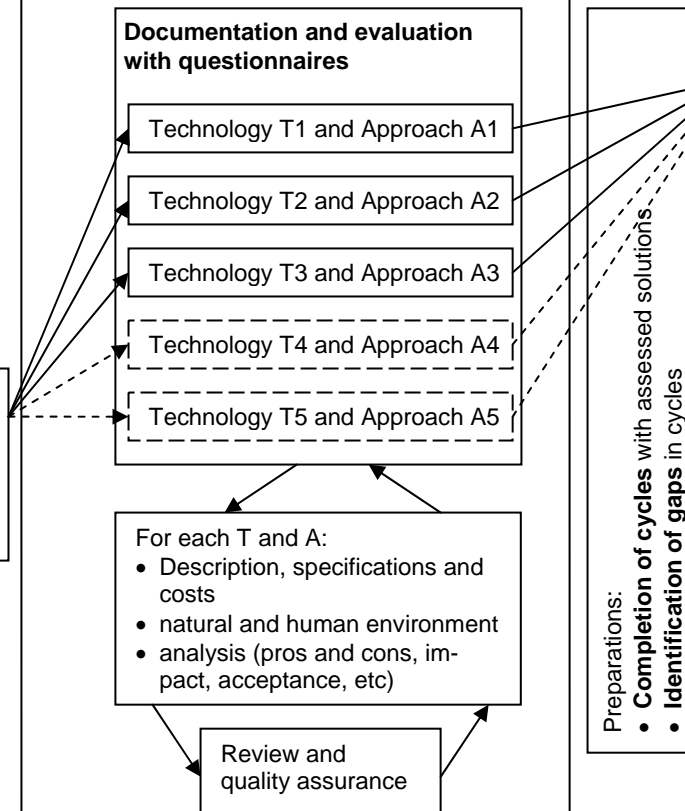 Documentation and evaluation
with questionnaires
Technology T1 and Approach A1
Technology T2 and Approach A2
Technology T3 and Approach A3
Technology T4 and Approach A4
Technology T5 and Approach A5
For each T and A:
• Description, specifications and
costs
• natural and human environment
• analysis (pros and cons, im-
pact, acceptance, etc)
Review and
quality assurance
Preparations:
• Completion of cycles with assessed solutions
• Identification of gaps in cycles